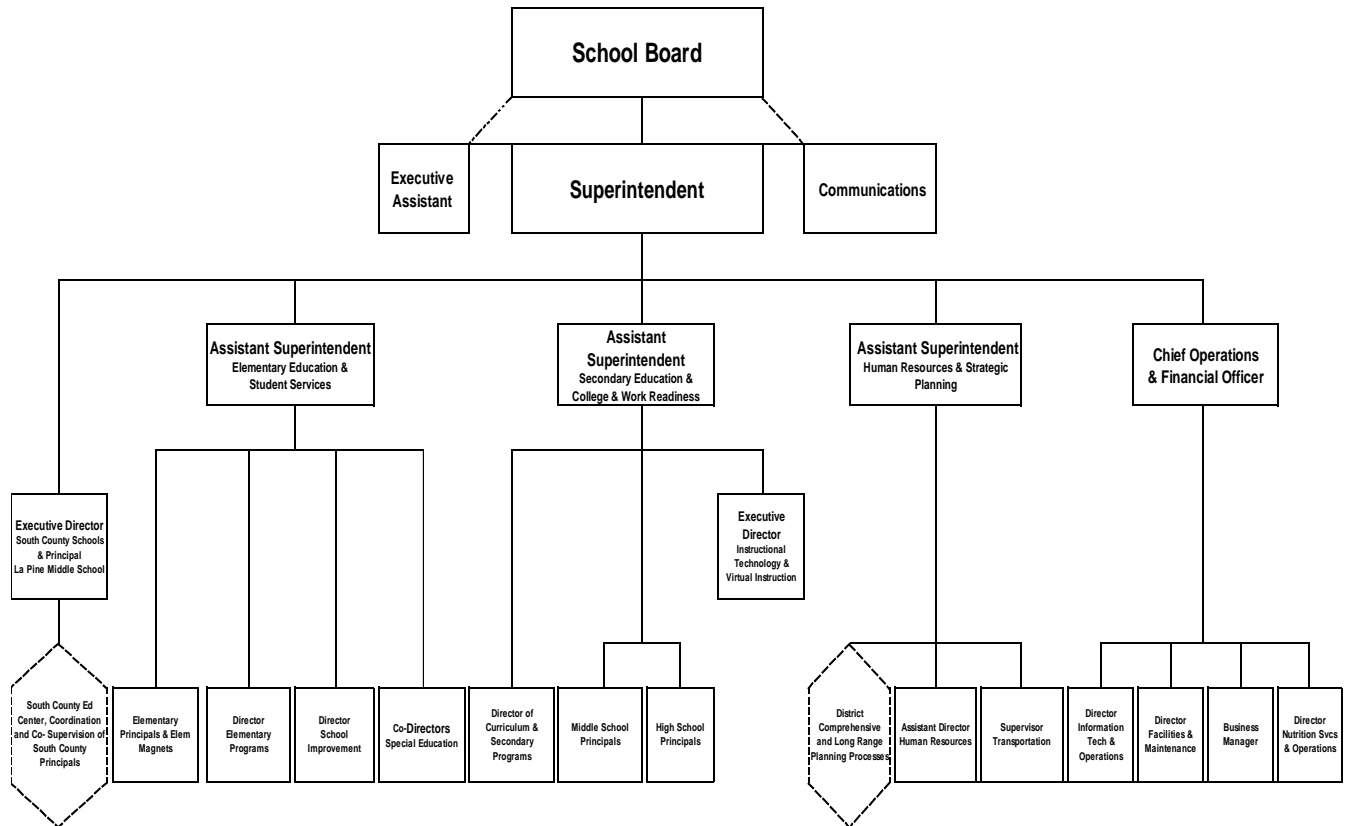 School Board
Executive
Assistant
Superintendent
Communications
Assistant Superintendent
Elementary Education &
Student Services
Assistant
Superintendent
Secondary Education &
College & Work Readiness
Assistant Superintendent
Human Resources & Strategic
Planning
Chief Operations
& Financial Officer
Executive Director
South County Schools
& Principal
La Pine Middle School
Executive
Director
Instructional
Technology &
Virtual Instruction
South County Ed
Center, Coordination
and Co- Supervision of
South County
Principals
Elementary
Principals & Elem
Magnets
Director
Elementary
Programs
Director
School
Improvement
Co-Directors
Special Education
Director of
Curriculum &
Secondary
Programs
Middle School
Principals
High School
Principals
District
Comprehensive
and Long Range
Planning Processes
Assistant Director
Human Resources
Supervisor
Transportation
Director
Information
Tech &
Operations
Director
Facilities &
Maintenance
Business
Manager
Director
Nutrition Svcs
& Operations